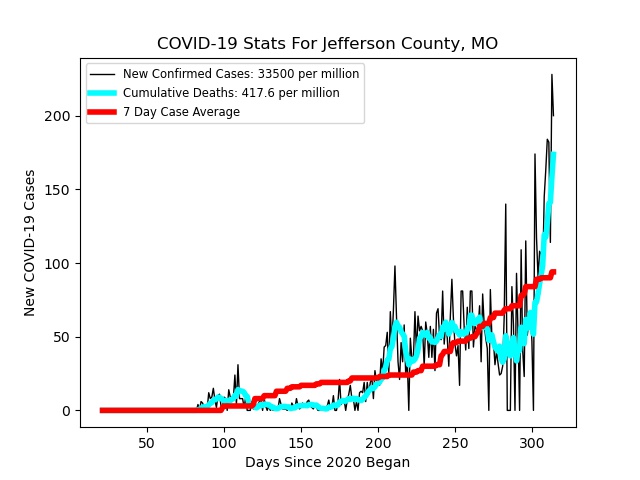 COVID-19 Stats For Jefferson County, MO
New Confirmed Cases: 33500 per million
Cumulative Deaths: 417.6 per million
7 Day Case Average
New COVID-19 Cases
200
150
100
50
0
50
100
150
200
250
300
Days Since 2020 Began